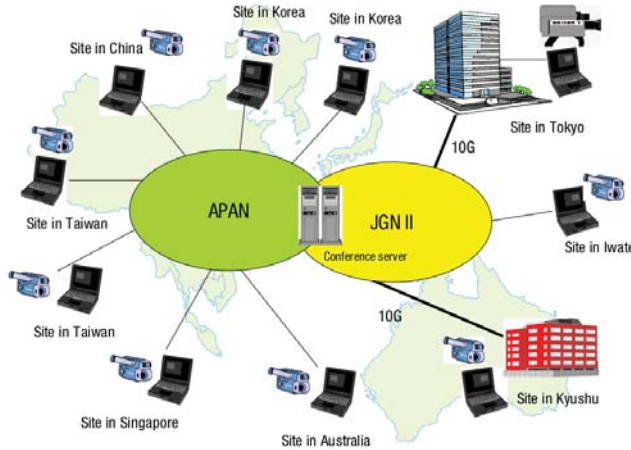 Site in Korea
Site in Korea
Site in China
Site in Tokyo
10G
APAN
JGN II
Site in Taiwan
Site in Iwate
Conference server
10G
Site in Taiwan
Site in Kyushu
Site in Singapore
Site in Australia